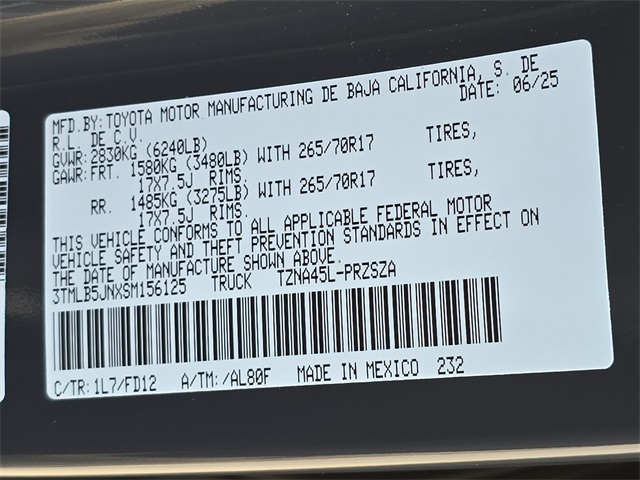 MFD.BY: TOYOTA MOTOR MANUFACTURING DE BAJA CALIFORNIA, S. DE
R.L. DE C.V. DATE: 06/25
GVWR: 2830KG (6240LB)
GAWR: FRT. 1580KG (3480LB) WITH 265/70R17 TIRES,
17X7.5J RIMS.
RR. 1485KG (3275LB) WITH 265/70R17 TIRES,
17X7.5J RIMS.
THIS VEHICLE CONFORMS TO ALL APPLICABLE FEDERAL MOTOR
VEHICLE SAFETY AND THEFT PREVENTION STANDARDS IN EFFECT ON
THE DATE OF MANUFACTURE SHOWN ABOVE.
3TMLB5JNXSM156125 TRUCK TZNA45L-PRZSZA
C/TR: 1L7/FD12 A/TM: /AL80F MADE IN MEXICO 232